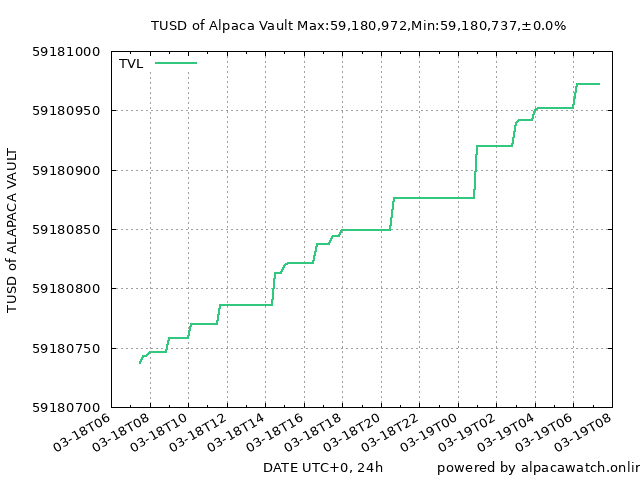 TUSD of Alpaca Vault Max:59,180,972,Min:59,180,737,±0.0%
TVL
59181000
59180950
59180900
59180850
59180800
59180750
59180700
TUSD of ALAPACA VAULT
03-18T06
03-18T08
03-18T10
03-18T12
03-18T14
03-18T16
03-18T18
03-18T20
03-18T22
03-19T00
03-19T02
03-19T04
03-19T06
03-19T08
DATE UTC+0, 24h
powered by alpacawatch.onlin